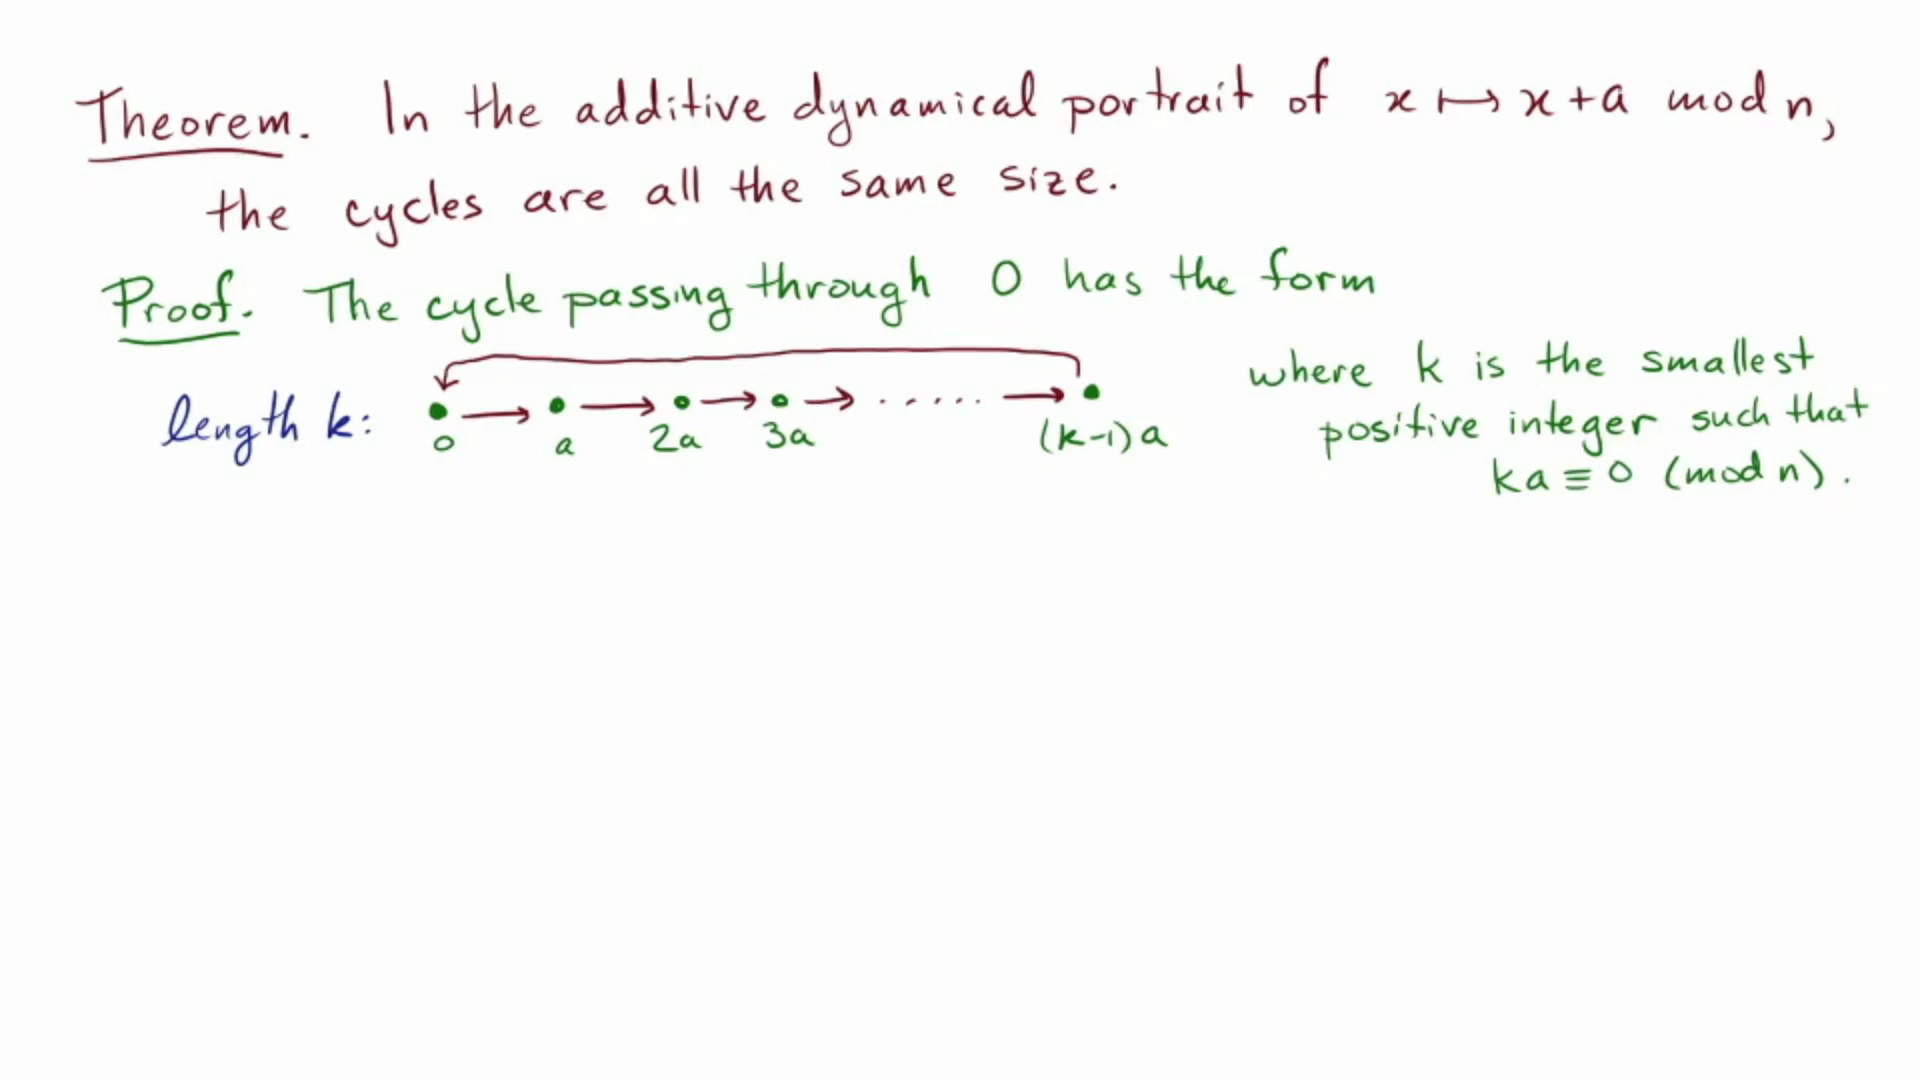 Theorem. In the additive dynamical portrait of x ↦ x + a mod n,
the cycles are all the same size.
Proof. The cycle passing through 0 has the form
length k: 0 → a → 2a → 3a → ..... → (k-1)a
where k is the smallest
positive integer such that
ka ≡ 0 (mod n).